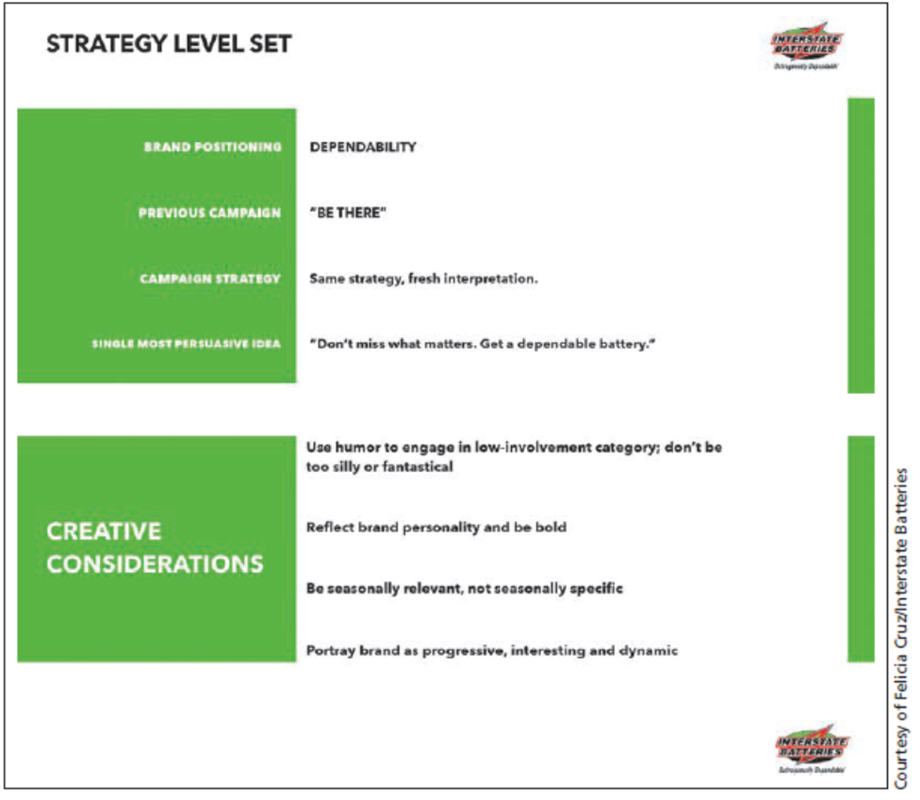 STRATEGY LEVEL SET
INTERSTATE
BATTERIES
Outrageously Dependable
BRAND POSITIONING
DEPENDABILITY
PREVIOUS CAMPAIGN
"BE THERE"
CAMPAIGN STRATEGY
Same strategy, fresh interpretation.
SINGLE MOST PERSUASIVE IDEA
"Don't miss what matters. Get a dependable battery."
CREATIVE
CONSIDERATIONS
Use humor to engage in low-involvement category; don't be
too silly or fantastical
Reflect brand personality and be bold
Be seasonally relevant, not seasonally specific
Portray brand as progressive, interesting and dynamic
INTERSTATE
BATTERIES
Outrageously Dependable
Courtesy of Felicia Cruz/Interstate Batteries